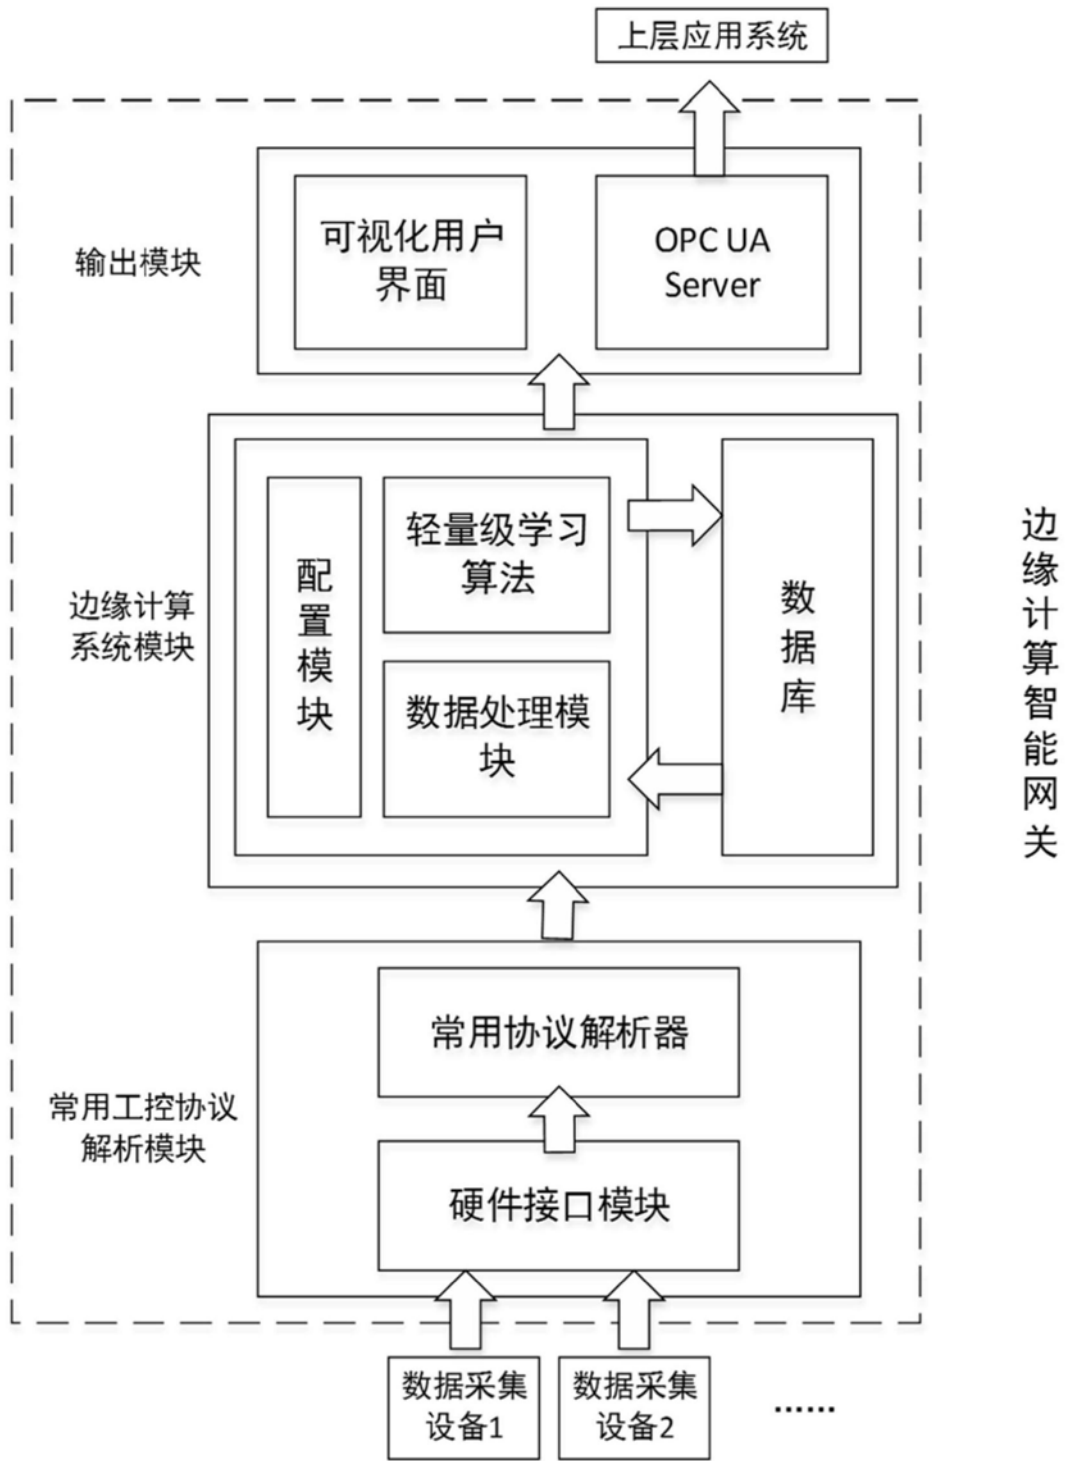 上层应用系统
输出模块
可视化用户
界面
OPC UA
Server
边缘计算
系统模块
配
置
模
块
轻量级学习
算法
数据处理模
块
数
据
库
边
缘
计
算
智
能
网
关
常用工控协议
解析模块
常用协议解析器
硬件接口模块
数据采集
设备1
数据采集
设备2
......